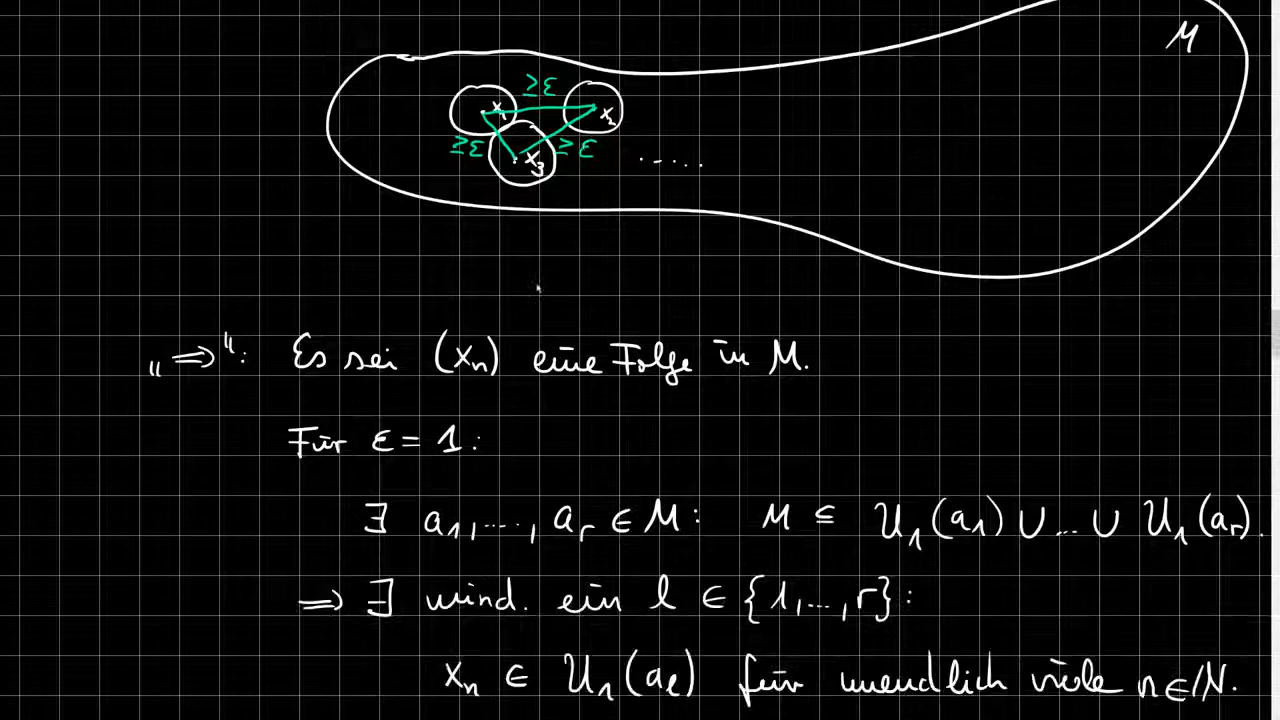 M
≥ε
x₁ x₂
≥ε ≥ε
x₃
.....
„⟹“: Es sei (xₙ) eine Folge in M.
Für ε = 1:
∃ a₁, ..., aᵣ ∈ M: M ⊆ U₁(a₁) ∪ ... ∪ U₁(aᵣ).
⟹ ∃ mind. ein l ∈ {1, ..., r}:
xₙ ∈ U₁(aₗ) für unendlich viele n ∈ ℕ.